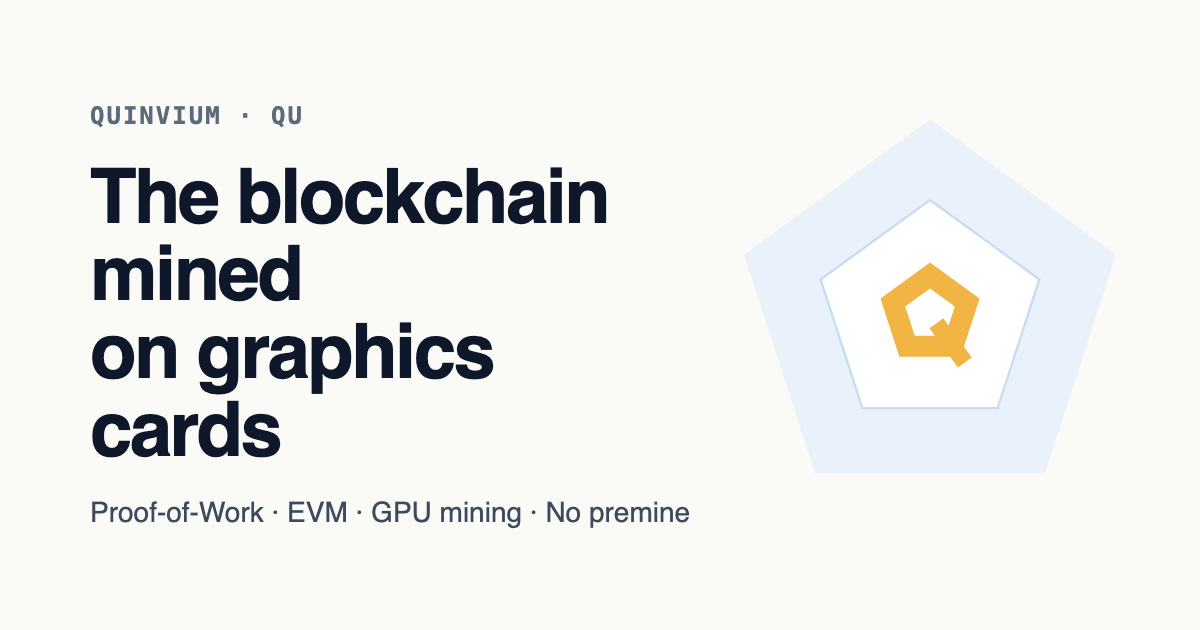 QUINVIUM · QU
The blockchain
mined
on graphics
cards
Proof-of-Work · EVM · GPU mining · No premine
Q